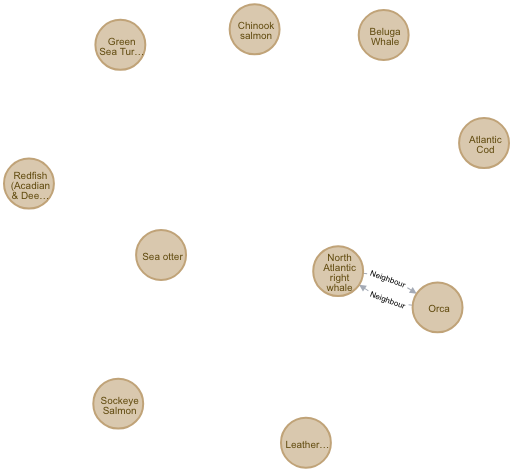 Chinook
salmon
Beluga
Whale
Green
Sea Tur…
Atlantic
Cod
Redfish
(Acadian
& Dee…
Sea otter
North
Atlantic
right
whale
Neighbour
Neighbour
Orca
Sockeye
Salmon
Leather…